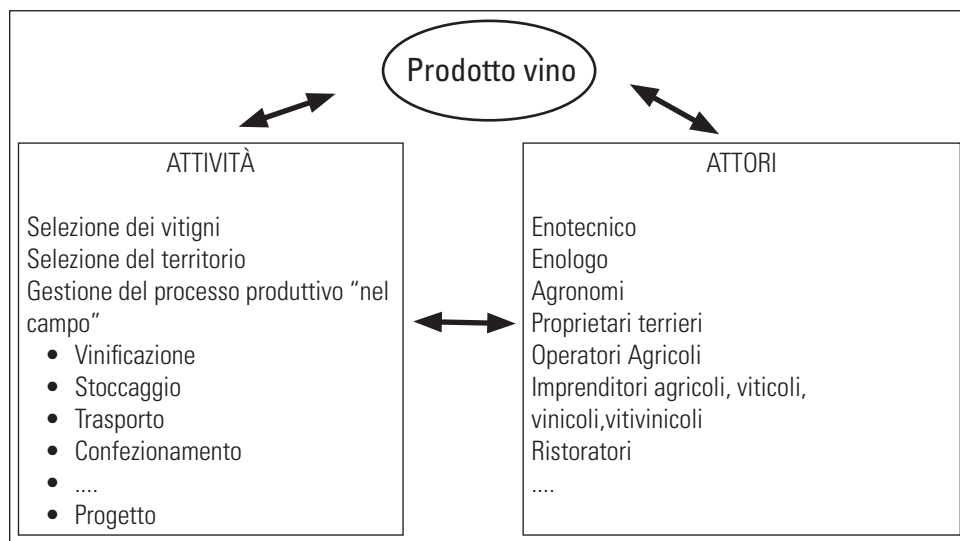 Prodotto vino
ATTIVITÀ
Selezione dei vitigni
Selezione del territorio
Gestione del processo produttivo “nel
campo”
• Vinificazione
• Stoccaggio
• Trasporto
• Confezionamento
• ....
• Progetto
ATTORI
Enotecnico
Enologo
Agronomi
Proprietari terrieri
Operatori Agricoli
Imprenditori agricoli, viticoli,
vinicoli,vitivinicoli
Ristoratori
....